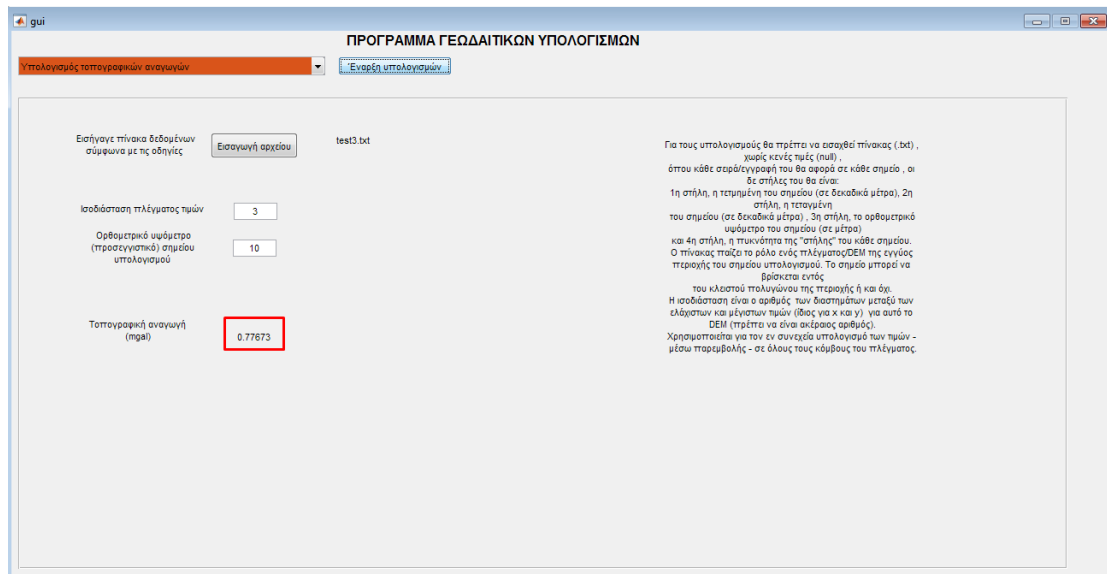 gui
ΠΡΟΓΡΑΜΜΑ ΓΕΩΔΑΙΤΙΚΩΝ ΥΠΟΛΟΓΙΣΜΩΝ
Υπολογισμός τοπογραφικών αναγωγών
Έναρξη υπολογισμών
Εισήγαγε πίνακα δεδομένων
σύμφωνα με τις οδηγίες
Εισαγωγή αρχείου
test3.txt
Ισοδιάσταση πλέγματος τιμών
3
Ορθομετρικό υψόμετρο
(προσεγγιστικό) σημείου
υπολογισμού
10
Τοπογραφική αναγωγή
(mgal)
0.77673
Για τους υπολογισμούς θα πρέπει να εισαχθεί πίνακας (.txt) ,
χωρίς κενές τιμές (null) ,
όπου κάθε σειρά/εγγραφή του θα αφορά σε κάθε σημείο , οι
δε στήλες του θα είναι:
1η στήλη, η τετμημένη του σημείου (σε δεκαδικά μέτρα), 2η
στήλη, η τεταγμένη
του σημείου (σε δεκαδικά μέτρα) , 3η στήλη, το ορθομετρικό
υψόμετρο του σημείου (σε μέτρα)
και 4η στήλη, η πυκνότητα της "στήλης" του κάθε σημείου.
Ο πίνακας παίζει το ρόλο ενός πλέγματος/DEM της εγγύος
περιοχής του σημείου υπολογισμού. Το σημείο μπορεί να
βρίσκεται εντός
του κλειστού πολυγώνου της περιοχής ή και όχι.
Η ισοδιάσταση είναι ο αριθμός των διαστημάτων μεταξύ των
ελάχιστων και μέγιστων τιμών (ίδιος για x και y) για αυτό το
DEM (πρέπει να είναι ακέραιος αριθμός).
Χρησιμοποιείται για τον εν συνεχεία υπολογισμό των τιμών -
μέσω παρεμβολής - σε όλους τους κόμβους του πλέγματος.